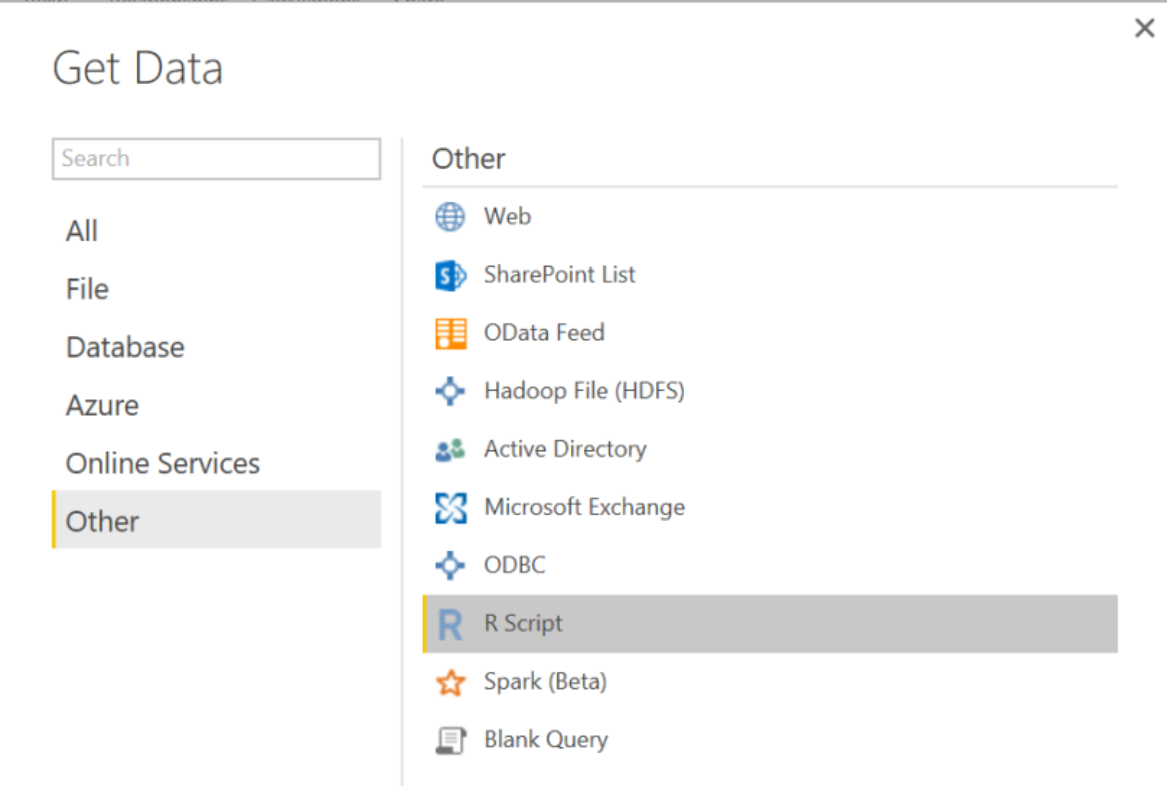 Get Data
Search
All
File
Database
Azure
Online Services
Other
Other
Web
SharePoint List
OData Feed
Hadoop File (HDFS)
Active Directory
Microsoft Exchange
ODBC
R Script
Spark (Beta)
Blank Query